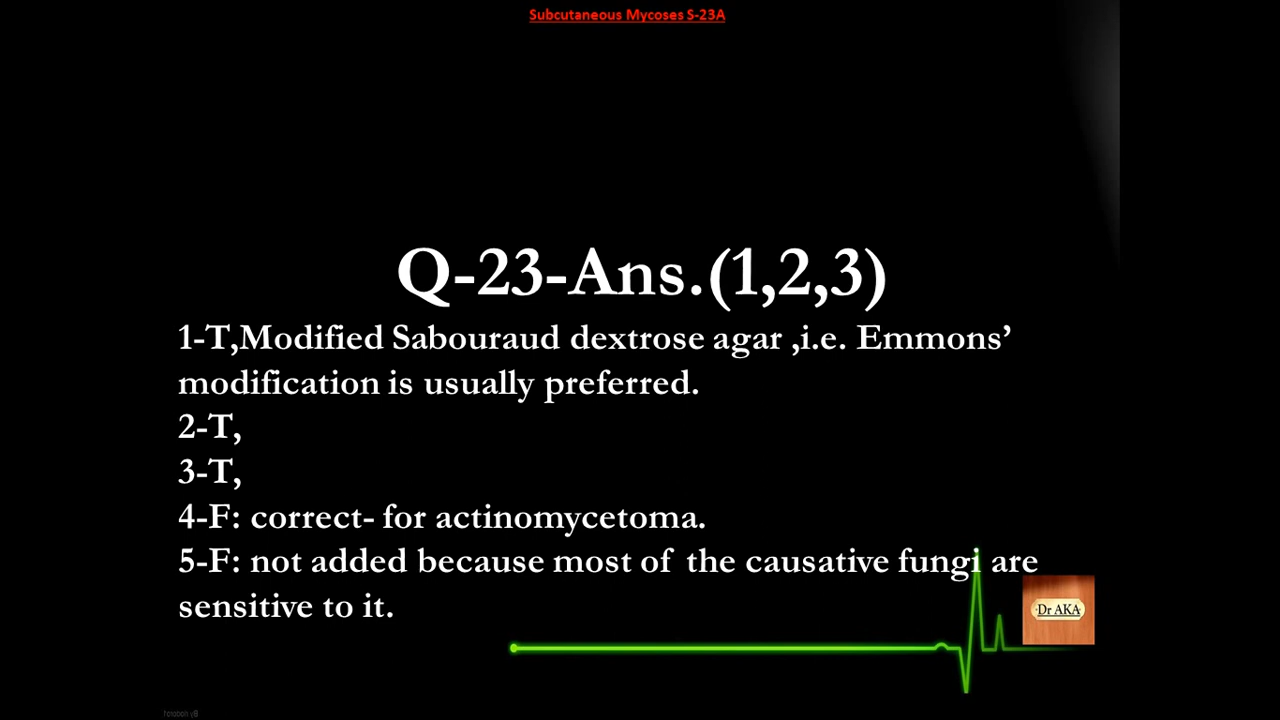 Subcutaneous Mycoses S-23A
Q-23-Ans.(1,2,3)
1-T,Modified Sabouraud dextrose agar ,i.e. Emmons’
modification is usually preferred.
2-T,
3-T,
4-F: correct- for actinomycetoma.
5-F: not added because most of the causative fungi are
sensitive to it.
Dr AKA